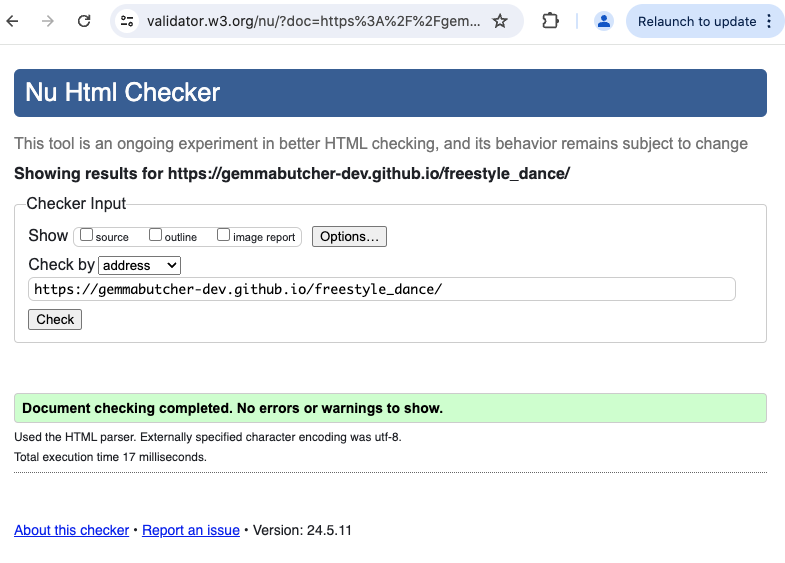 validator.w3.org/nu/?doc=https%3A%2F%2Fgem...
Relaunch to update
Nu Html Checker
This tool is an ongoing experiment in better HTML checking, and its behavior remains subject to change
Showing results for https://gemmabutcher-dev.github.io/freestyle_dance/
Checker Input
Show source outline image report Options...
Check by address
https://gemmabutcher-dev.github.io/freestyle_dance/
Check
Document checking completed. No errors or warnings to show.
Used the HTML parser. Externally specified character encoding was utf-8.
Total execution time 17 milliseconds.
About this checker • Report an issue • Version: 24.5.11